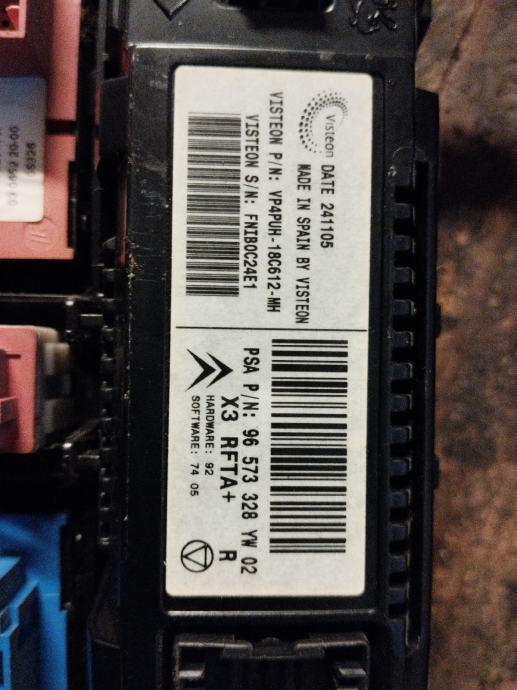 Visteon
DATE 241105
MADE IN SPAIN BY VISTEON
VISTEON P/N: VP4PUH-18C612-MH
VISTEON S/N: FNIB0C24E1
PSA P/N: 96 573 328 YW 02
X3 RFTA+ R
HARDWARE: 92
SOFTWARE: 74 05